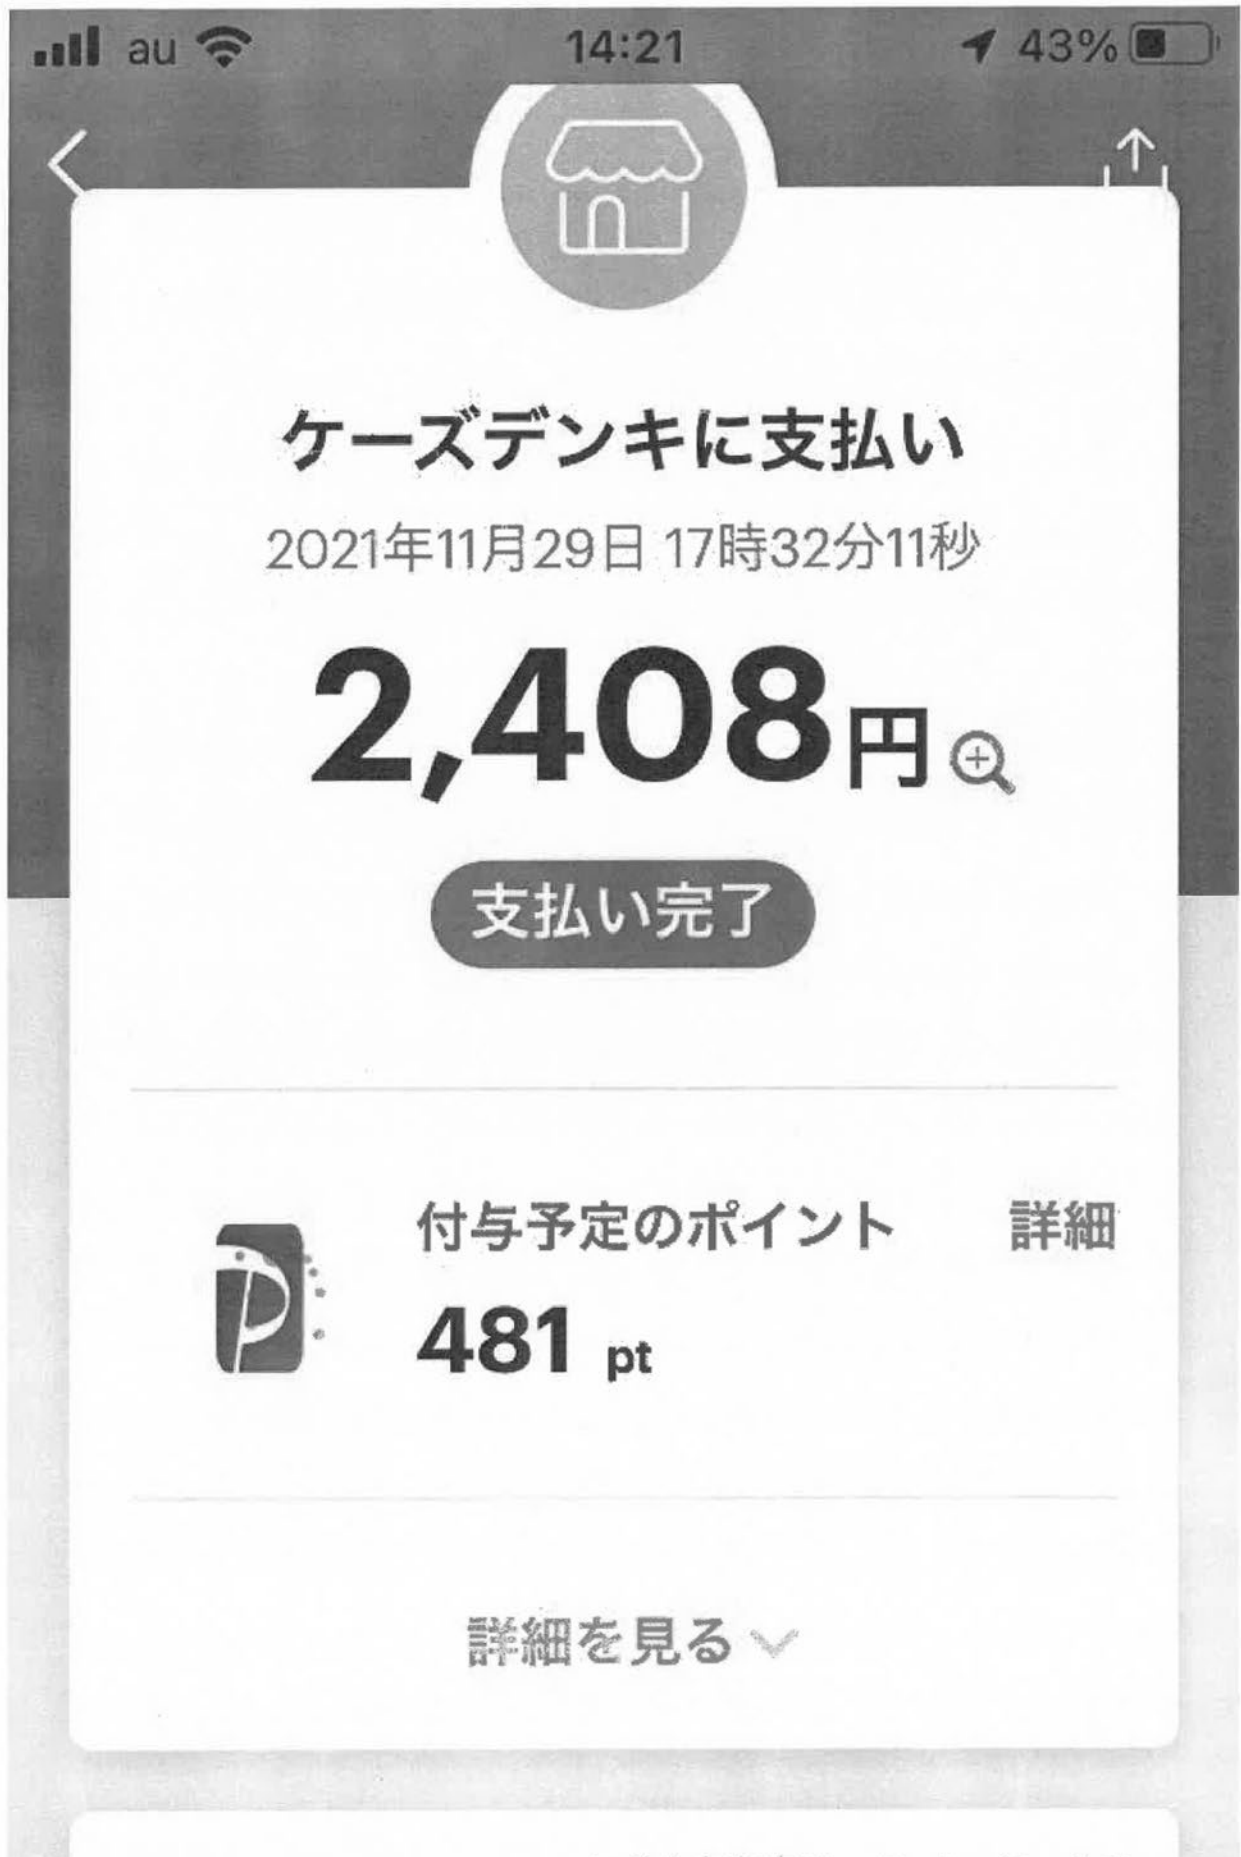 au 14:21 43%
ケーズデンキに支払い
2021年11月29日 17時32分11秒
2,408円
支払い完了
付与予定のポイント 詳細
481 pt
詳細を見る